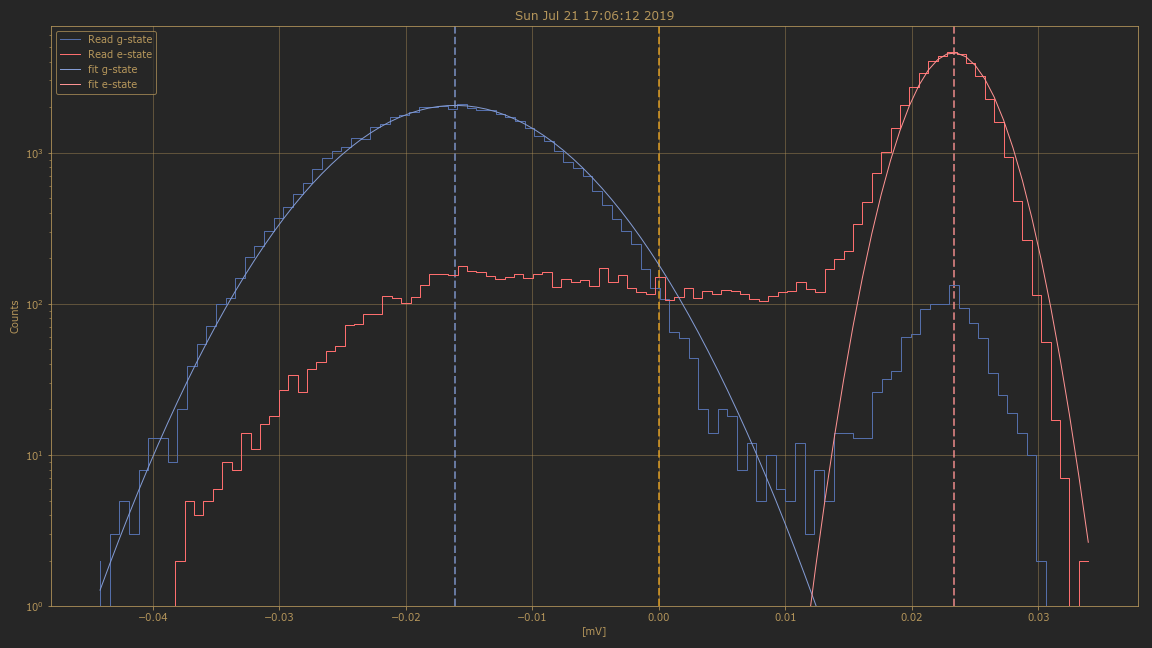 Sun Jul 21 17:06:12 2019
Read g-state
Read e-state
fit g-state
fit e-state
Counts
10³
10²
10¹
10⁰
−0.04 −0.03 −0.02 −0.01 0.00 0.01 0.02 0.03
[mV]